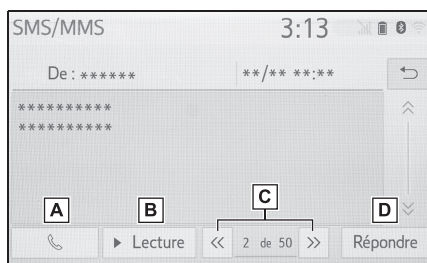 SMS/MMS 3:13
De : ****** **/** **:**
**********
**********
A B C D
Lecture << 2 de 50 >> Répondre